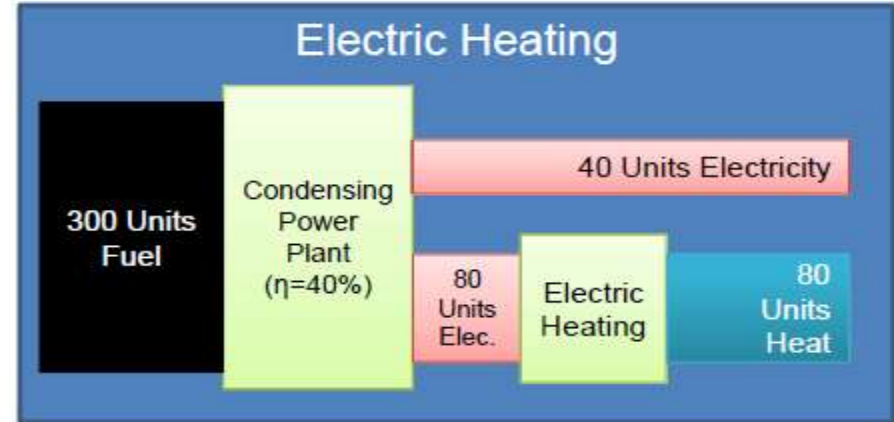 Electric Heating
300 Units
Fuel
Condensing
Power
Plant
(η=40%)
40 Units Electricity
80
Units
Elec.
Electric
Heating
80
Units
Heat